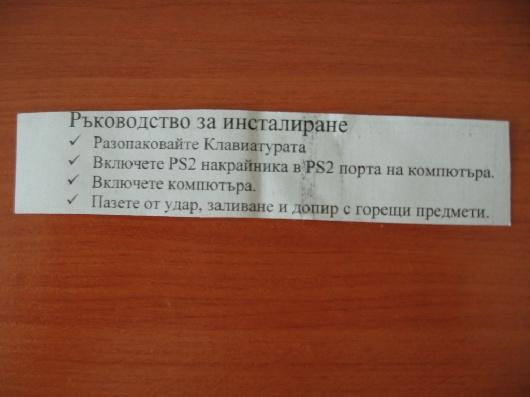 Ръководство за инсталиране
✓ Разопаковайте Клавиатурата
✓ Включете PS2 накрайника в PS2 порта на компютъра.
✓ Включете компютъра.
✓ Пазете от удар, заливане и допир с горещи предмети.